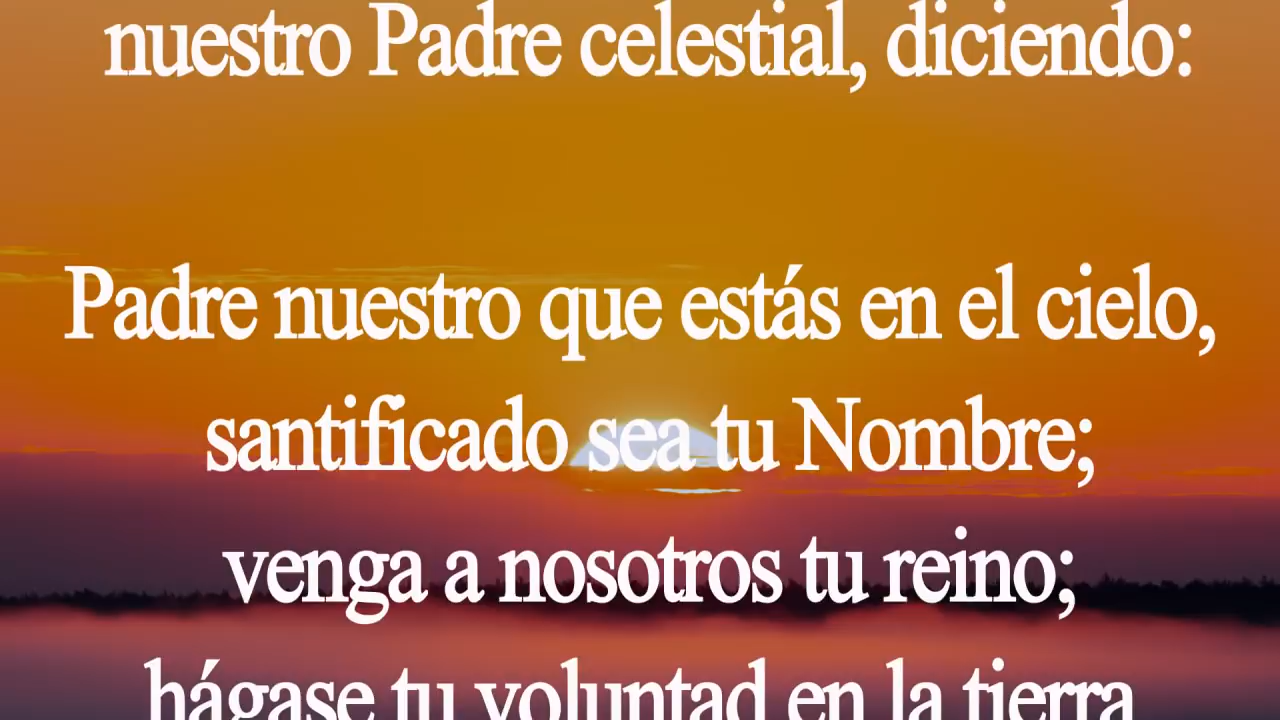 nuestro Padre celestial, diciendo:
Padre nuestro que estás en el cielo,
santificado sea tu Nombre;
venga a nosotros tu reino;
hágase tu voluntad en la tierra